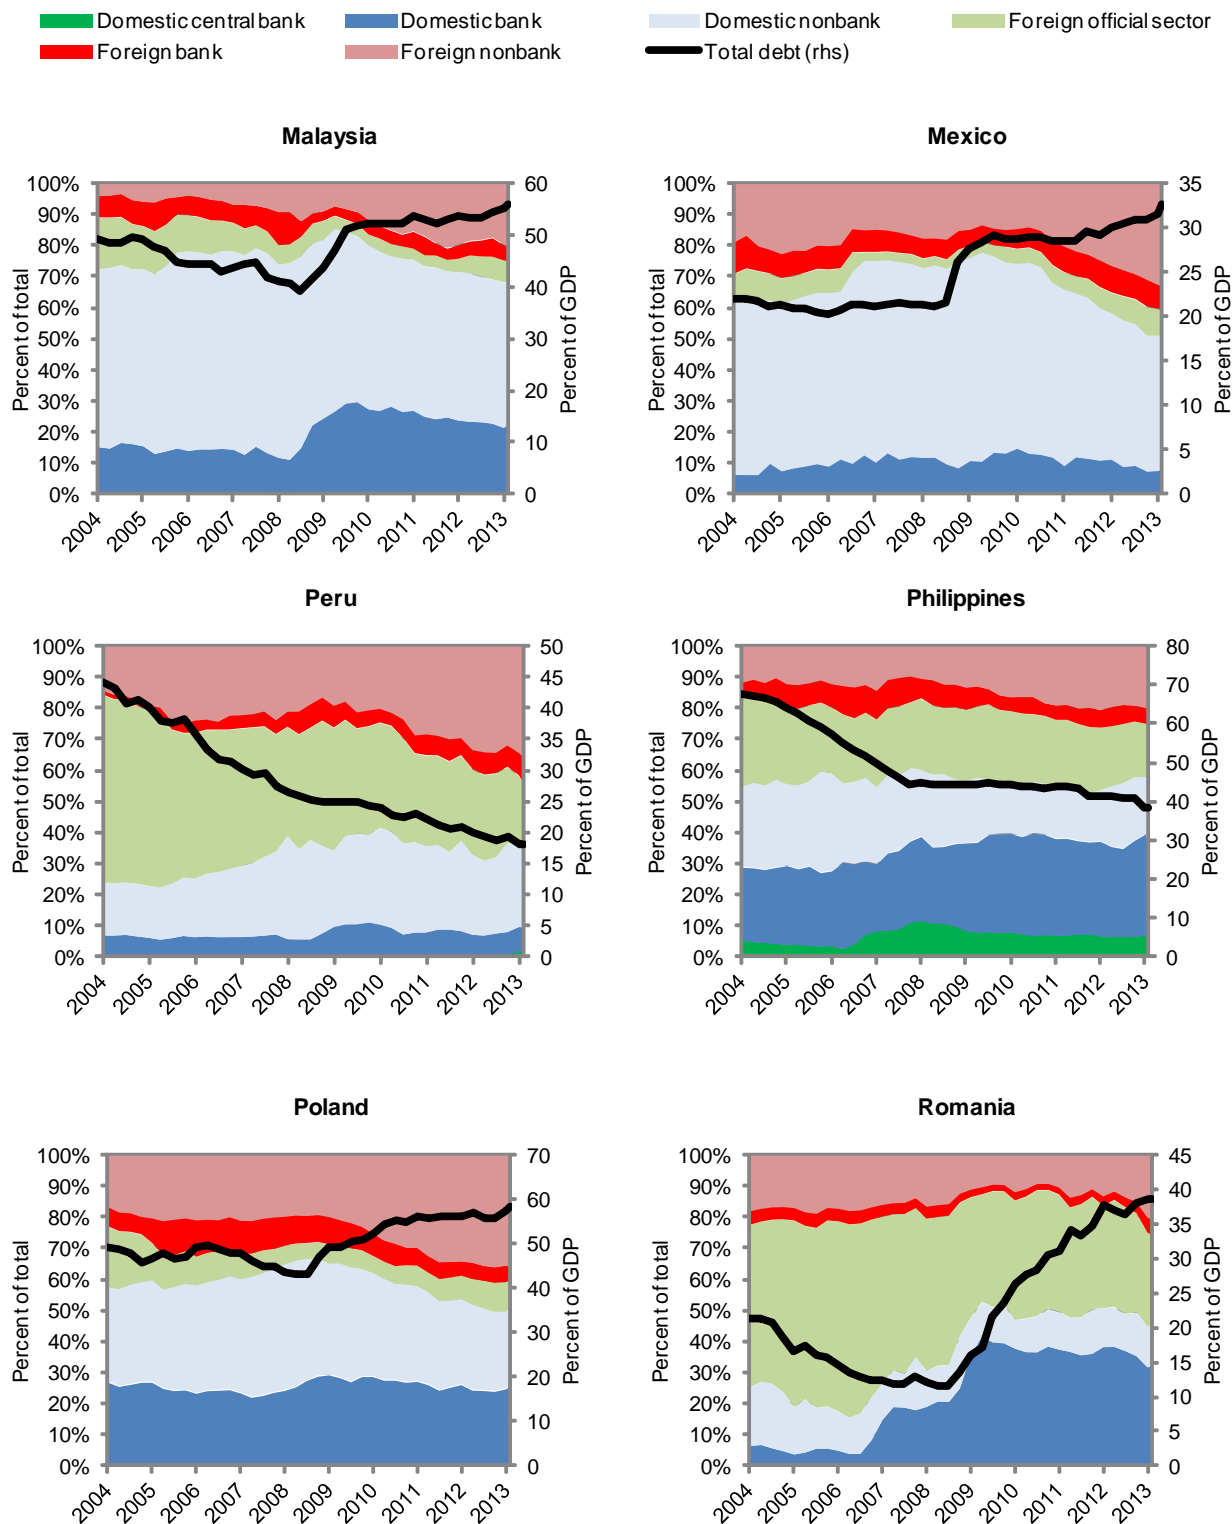 Domestic central bank Domestic bank Domestic nonbank Foreign official sector
Foreign bank Foreign nonbank Total debt (rhs)
Malaysia Mexico
100% 60 100% 35
90% 90%
80% 50 80% 30
70% 70% 25
60% 40 60%
50% 30 50% 20
40% 40% 15
30% 20 30% 10
20% 20%
10% 10 10% 5
0% 0 0% 0
Percent of total Percent of GDP Percent of total Percent of GDP
2004 2005 2006 2007 2008 2009 2010 2011 2012 2013 2004 2005 2006 2007 2008 2009 2010 2011 2012 2013
Peru Philippines
100% 50 100% 80
90% 45 90% 70
80% 40 80%
70% 35 70% 60
60% 30 60% 50
50% 25 50% 40
40% 20 40%
30% 15 30% 30
20% 10 20% 20
10% 5 10% 10
0% 0 0% 0
Percent of total Percent of GDP Percent of total Percent of GDP
2004 2005 2006 2007 2008 2009 2010 2011 2012 2013 2004 2005 2006 2007 2008 2009 2010 2011 2012 2013
Poland Romania
100% 70 100% 45
90% 60 90% 40
80% 80% 35
70% 50 70% 30
60% 40 60%
50% 50% 25
40% 30 40% 20
30% 20 30% 15
20% 20% 10
10% 10 10% 5
0% 0 0% 0
Percent of total Percent of GDP Percent of total Percent of GDP
2004 2005 2006 2007 2008 2009 2010 2011 2012 2013 2004 2005 2006 2007 2008 2009 2010 2011 2012 2013